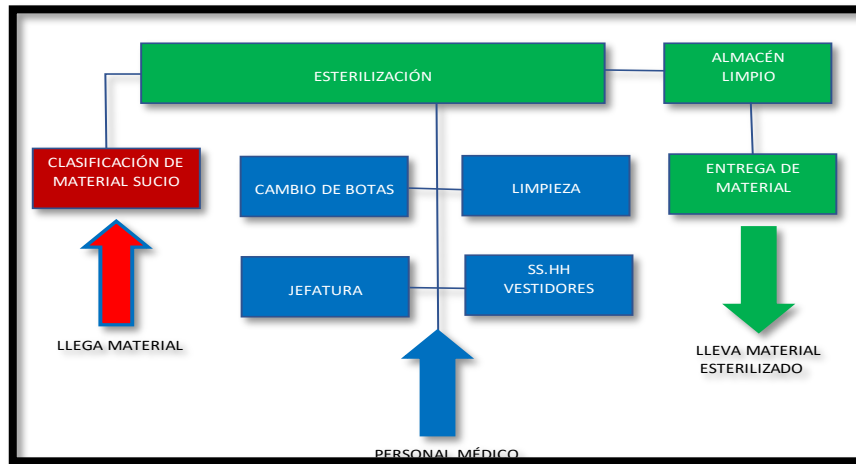 ESTERILIZACIÓN
ALMACÉN
LIMPIO
CLASIFICACIÓN DE
MATERIAL SUCIO
CAMBIO DE BOTAS
LIMPIEZA
ENTREGA DE
MATERIAL
JEFATURA
SS.HH
VESTIDORES
LLEGA MATERIAL
LLEVA MATERIAL
ESTERILIZADO
PERSONAL MÉDICO